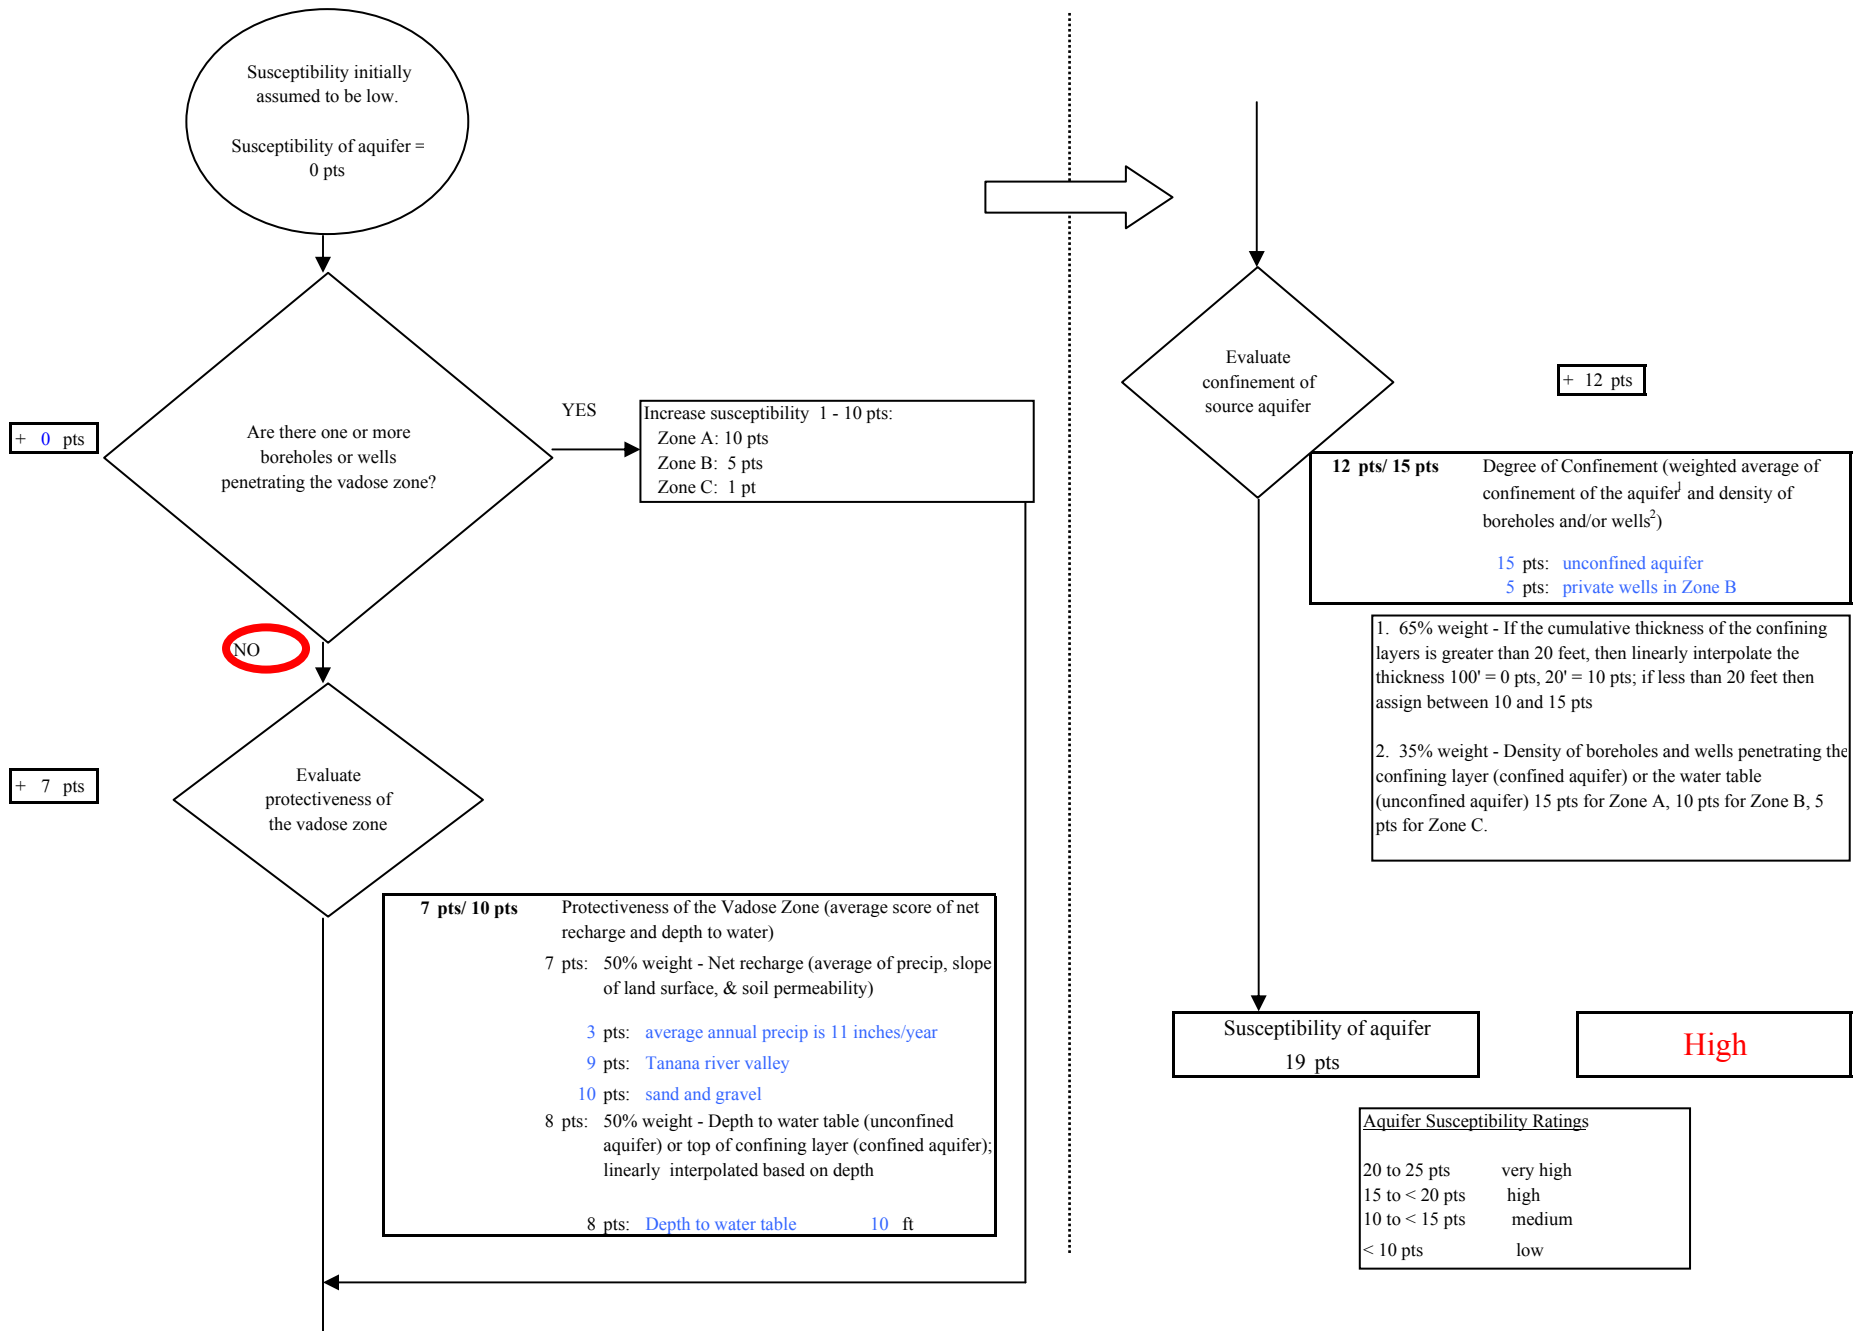 Susceptibility initially
assumed to be low.
Susceptibility of aquifer =
0 pts
+ 0 pts
Are there one or more
boreholes or wells
penetrating the vadose zone?
YES
Increase susceptibility 1 - 10 pts:
Zone A: 10 pts
Zone B: 5 pts
Zone C: 1 pt
NO
+ 7 pts
Evaluate
protectiveness of
the vadose zone
7 pts/ 10 pts Protectiveness of the Vadose Zone (average score of net
recharge and depth to water)
7 pts: 50% weight - Net recharge (average of precip, slope
of land surface, & soil permeability)
3 pts: average annual precip is 11 inches/year
9 pts: Tanana river valley
10 pts: sand and gravel
8 pts: 50% weight - Depth to water table (unconfined
aquifer) or top of confining layer (confined aquifer);
linearly interpolated based on depth
8 pts: Depth to water table 10 ft
Evaluate
confinement of
source aquifer
+ 12 pts
12 pts/ 15 pts Degree of Confinement (weighted average of
confinement of the aquifer1 and density of
boreholes and/or wells2)
15 pts: unconfined aquifer
5 pts: private wells in Zone B
1. 65% weight - If the cumulative thickness of the confining
layers is greater than 20 feet, then linearly interpolate the
thickness 100' = 0 pts, 20' = 10 pts; if less than 20 feet then
assign between 10 and 15 pts
2. 35% weight - Density of boreholes and wells penetrating the
confining layer (confined aquifer) or the water table
(unconfined aquifer) 15 pts for Zone A, 10 pts for Zone B, 5
pts for Zone C.
Susceptibility of aquifer
19 pts
High
Aquifer Susceptibility Ratings
20 to 25 pts very high
15 to < 20 pts high
10 to < 15 pts medium
< 10 pts low